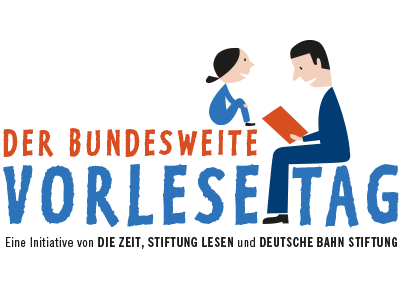 DER BUNDESWEITE
VORLESETAG
Eine Initiative von DIE ZEIT, STIFTUNG LESEN und DEUTSCHE BAHN STIFTUNG